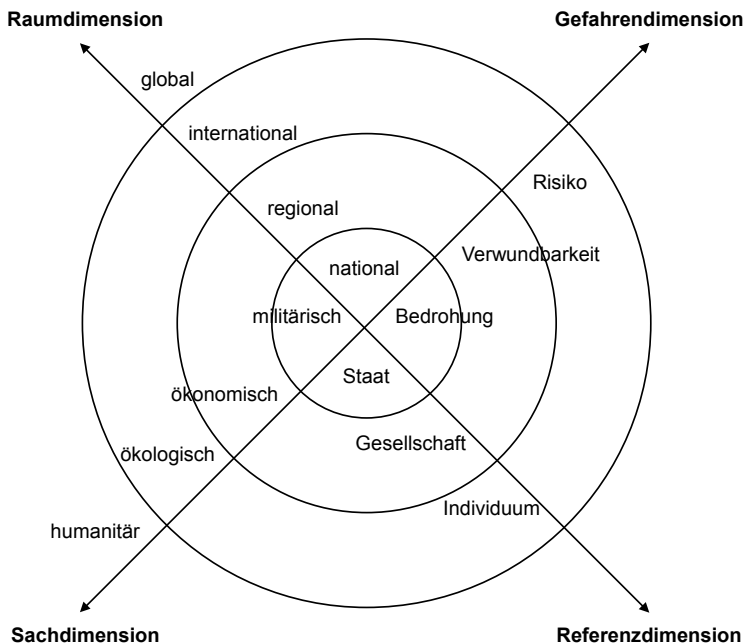 Raumdimension
Gefahrendimension
global
international
Risiko
regional
Verwundbarkeit
national
militärisch
Bedrohung
Staat
ökonomisch
Gesellschaft
ökologisch
Individuum
humanitär
Sachdimension
Referenzdimension